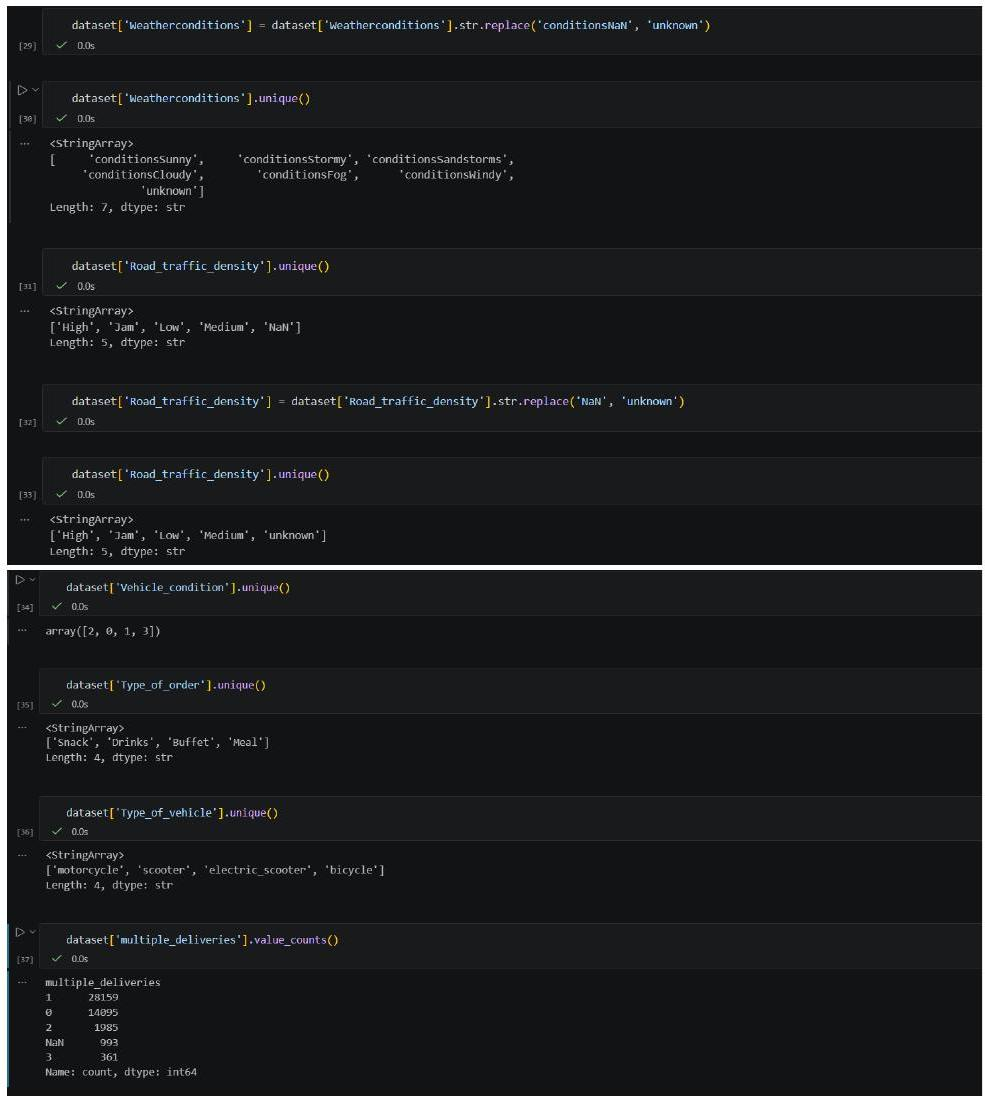 dataset['Weatherconditions'] = dataset['Weatherconditions'].str.replace('conditionsNaN', 'unknown')
[29] 0.0s
dataset['Weatherconditions'].unique()
[30] 0.0s
... <StringArray>
[     'conditionsSunny',     'conditionsStormy', 'conditionsSandstorms',
     'conditionsCloudy',        'conditionsFog',      'conditionsWindy',
              'unknown']
Length: 7, dtype: str
dataset['Road_traffic_density'].unique()
[31] 0.0s
... <StringArray>
['High', 'Jam', 'Low', 'Medium', 'NaN']
Length: 5, dtype: str
dataset['Road_traffic_density'] = dataset['Road_traffic_density'].str.replace('NaN', 'unknown')
[32] 0.0s
dataset['Road_traffic_density'].unique()
[33] 0.0s
... <StringArray>
['High', 'Jam', 'Low', 'Medium', 'unknown']
Length: 5, dtype: str
dataset['Vehicle_condition'].unique()
[34] 0.0s
... array([2, 0, 1, 3])
dataset['Type_of_order'].unique()
[35] 0.0s
... <StringArray>
['Snack', 'Drinks', 'Buffet', 'Meal']
Length: 4, dtype: str
dataset['Type_of_vehicle'].unique()
[36] 0.0s
... <StringArray>
['motorcycle', 'scooter', 'electric_scooter', 'bicycle']
Length: 4, dtype: str
dataset['multiple_deliveries'].value_counts()
[37] 0.0s
... multiple_deliveries
1      28159
0      14095
2       1985
NaN      993
3        361
Name: count, dtype: int64